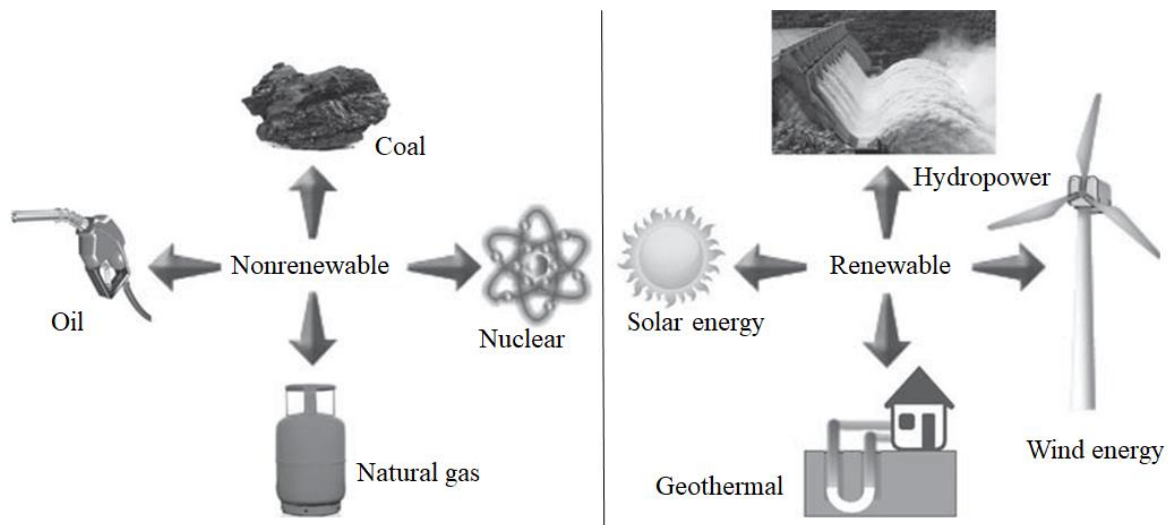 Coal
Nonrenewable
Oil
Nuclear
Natural gas
Hydropower
Renewable
Solar energy
Wind energy
Geothermal